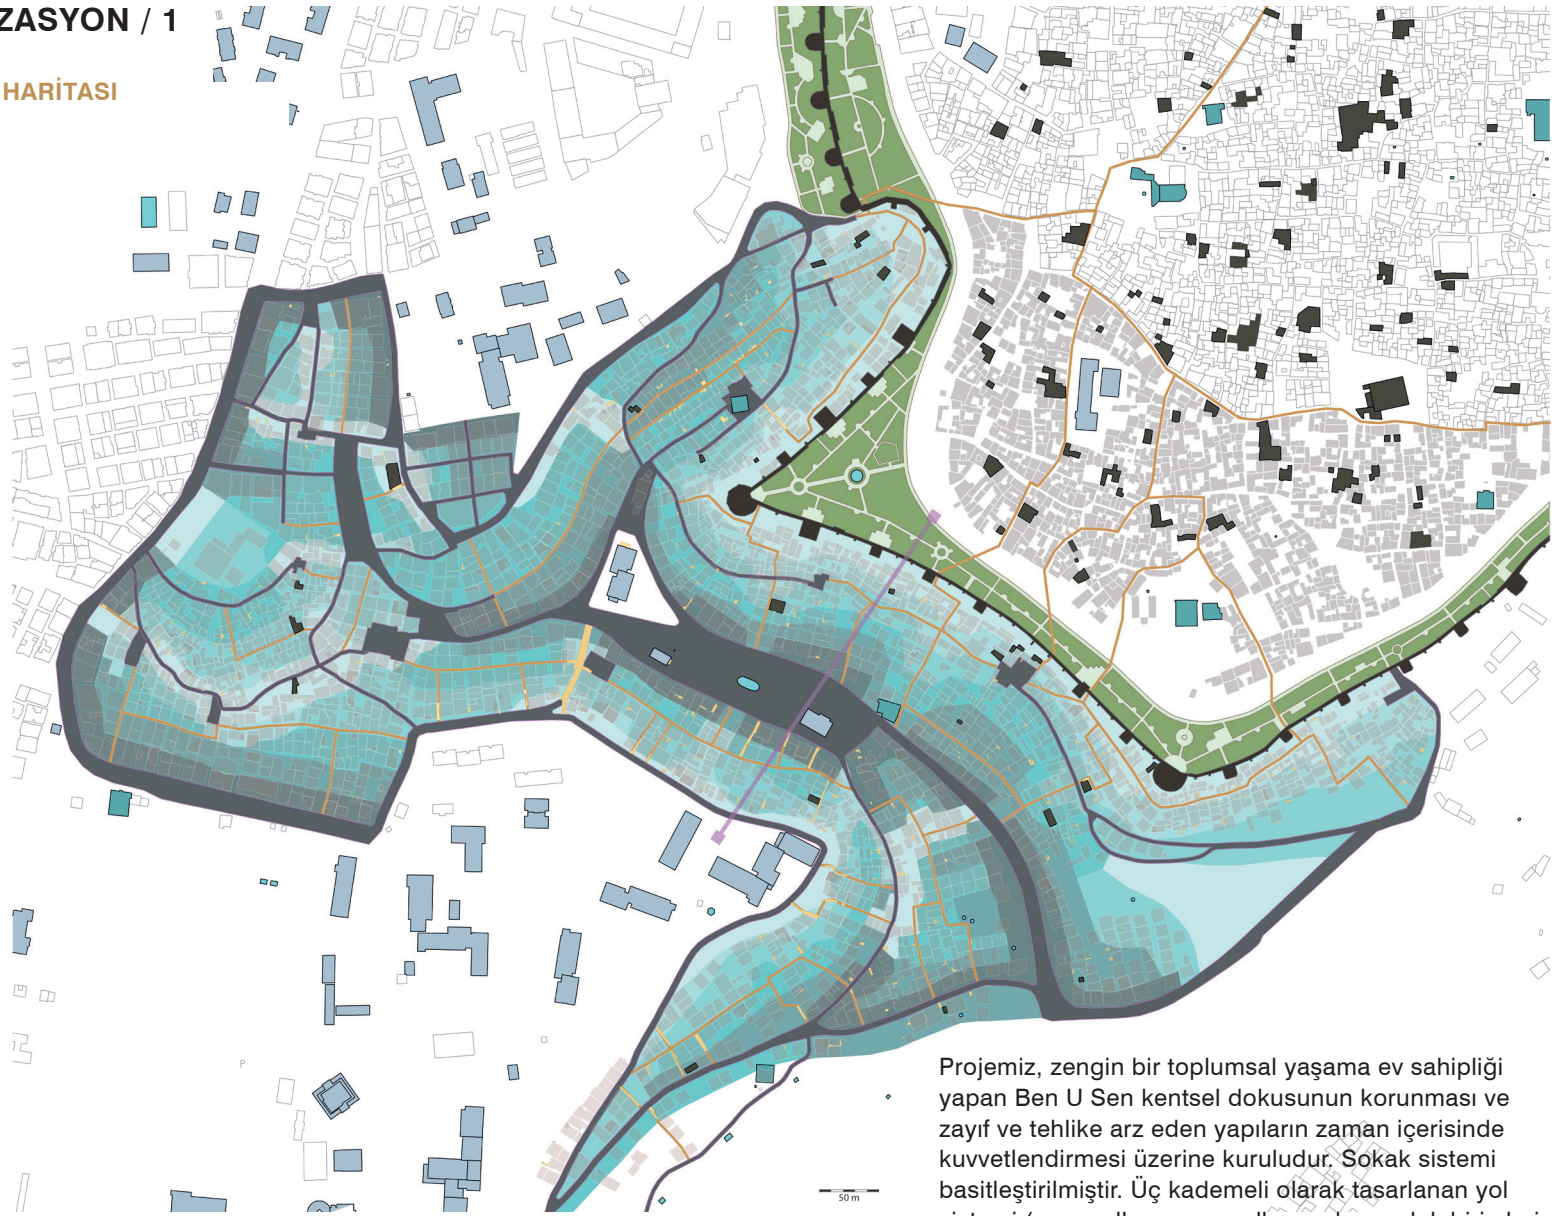 ZASYON / 1
HARİTASI
P
50 m
Projemiz, zengin bir toplumsal yaşama ev sahipliği
yapan Ben U Sen kentsel dokusunun korunması ve
zayıf ve tehlike arz eden yapıların zaman içerisinde
kuvvetlendirmesi üzerine kuruludur. Sokak sistemi
basitleştirilmiştir. Üç kademeli olarak tasarlanan yol